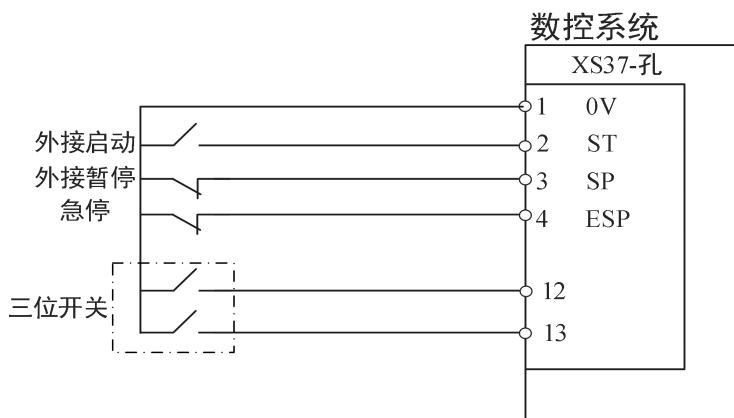 数控系统
XS37-孔
1 0V
外接启动
2 ST
外接暂停
3 SP
急停
4 ESP
12
三位开关
13